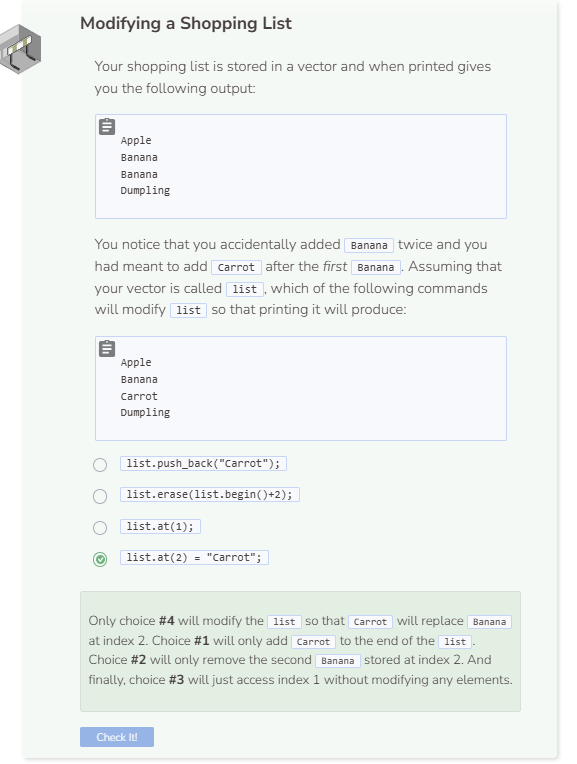 Modifying a Shopping List
Your shopping list is stored in a vector and when printed gives
you the following output:
Apple
Banana
Banana
Dumpling
You notice that you accidentally added Banana twice and you
had meant to add Carrot after the first Banana . Assuming that
your vector is called list , which of the following commands
will modify list so that printing it will produce:
Apple
Banana
Carrot
Dumpling
list.push_back("Carrot");
list.erase(list.begin()+2);
list.at(1);
list.at(2) = "Carrot";
Only choice #4 will modify the list so that Carrot will replace Banana
at index 2. Choice #1 will only add Carrot to the end of the list .
Choice #2 will only remove the second Banana stored at index 2. And
finally, choice #3 will just access index 1 without modifying any elements.
Check It!